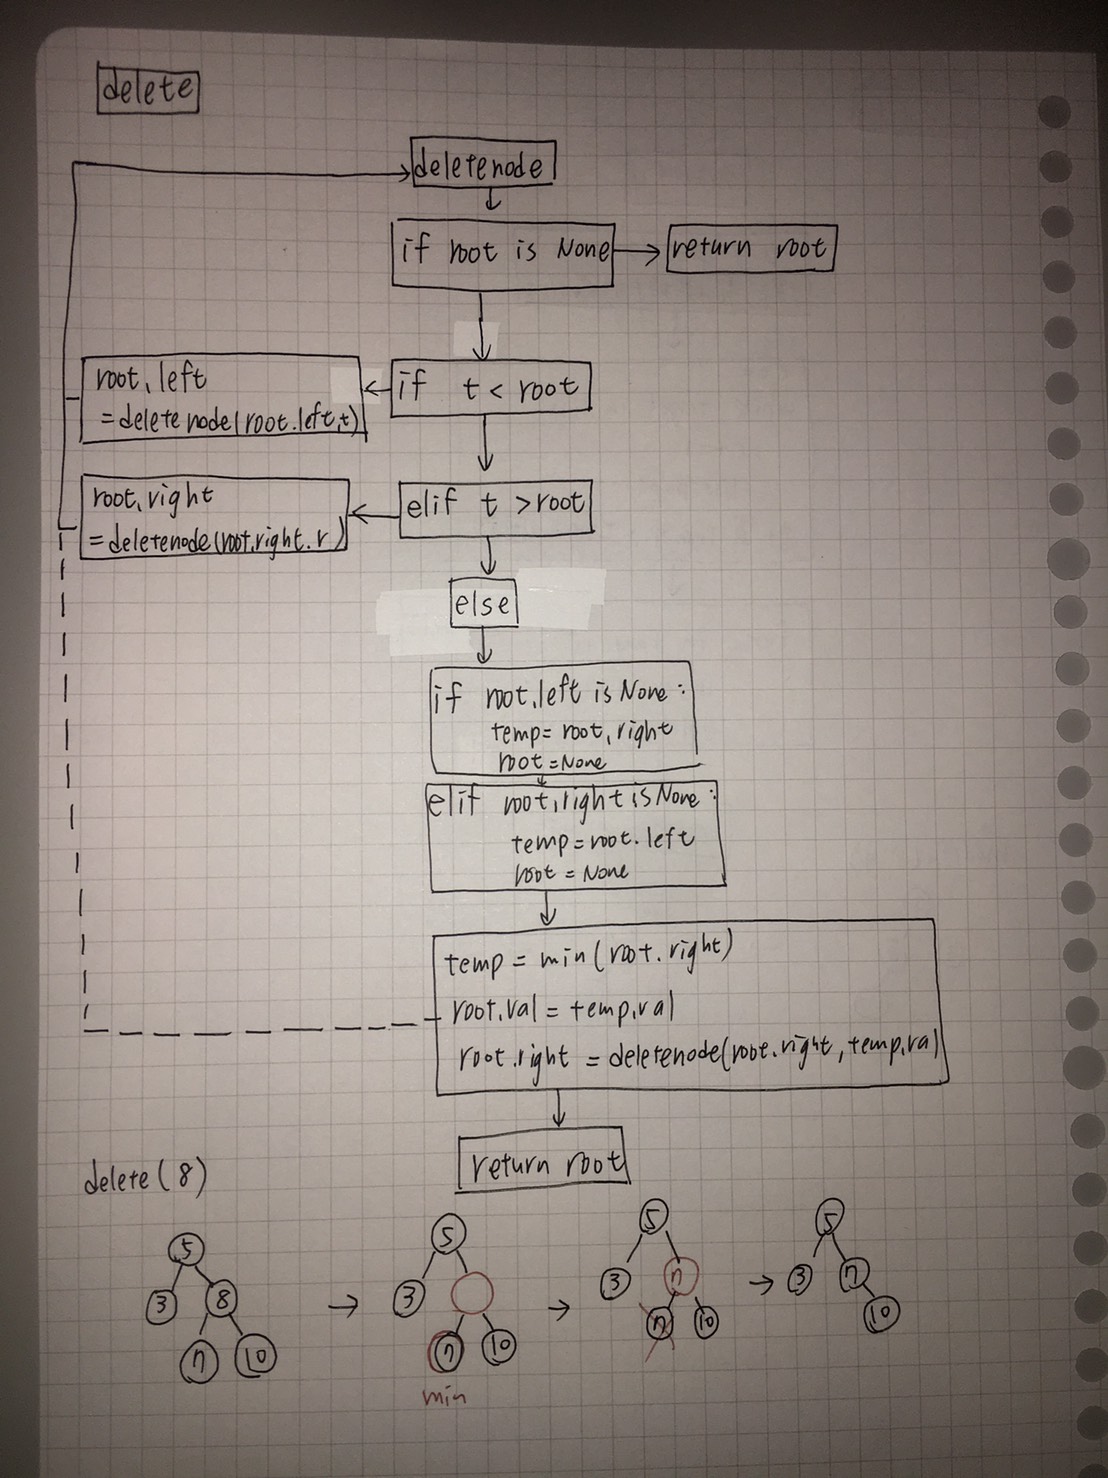 delete
deletenode
if root is None
return root
if t < root
root.left
=deletenode(root.left,t)
elif t >root
root.right
=deletenode(root.right.r)
else
if root.left is None:
temp= root.right
root=None
elif root.right is None:
temp=root.left
root = None
temp = min(root.right)
root.val = temp.val
root.right = deletenode(root.right,temp.va)
return root
delete(8)
5
3 8
7 10
5
3
7 10
min
5
3 7
7 10
5
3 7
10